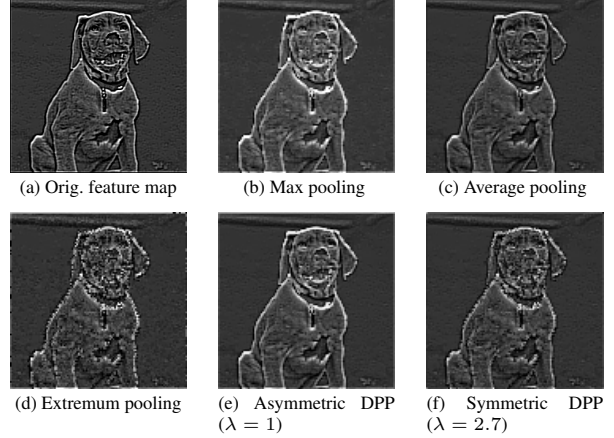 (a) Orig. feature map
(b) Max pooling
(c) Average pooling
(d) Extremum pooling
(e) Asymmetric DPP
(λ = 1)
(f) Symmetric DPP
(λ = 2.7)